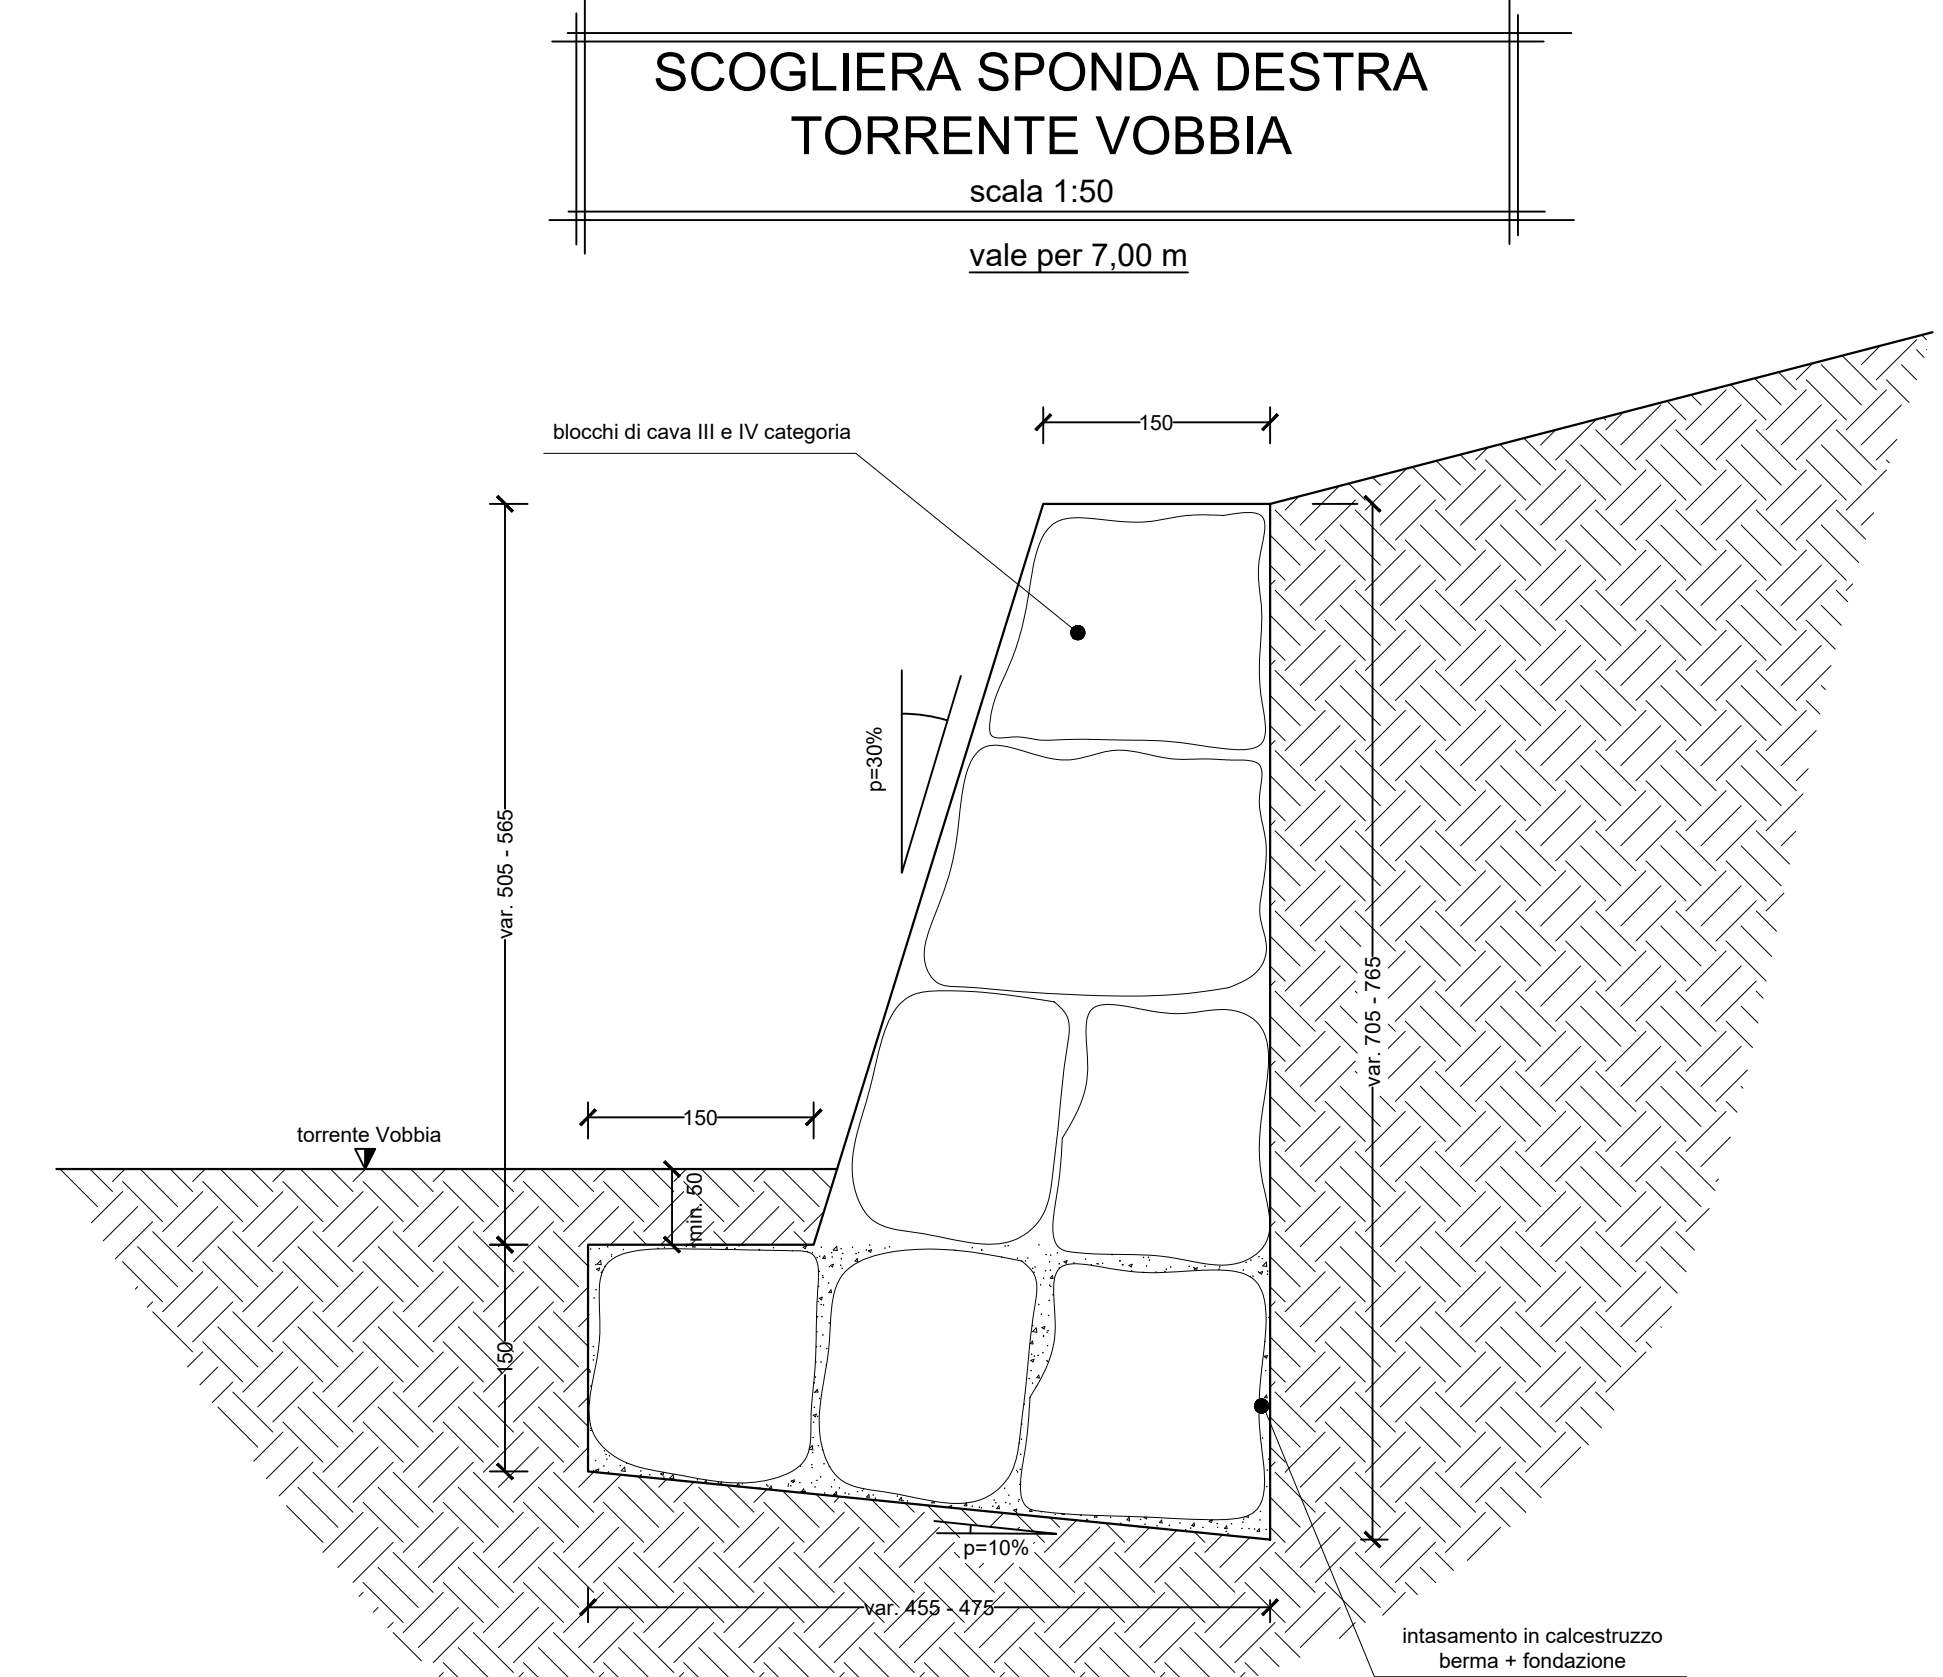 SCOGLIERA SPONDA DESTRA
TORRENTE VOBBIA
scala 1:50
vale per 7,00 m
150
blocchi di cava III e IV categoria
p=30%
var. 505 - 565
var. 705 - 765
150
torrente Vobbia
min. 50
150
p=10%
var. 455 - 475
intasamento in calcestruzzo
berma + fondazione